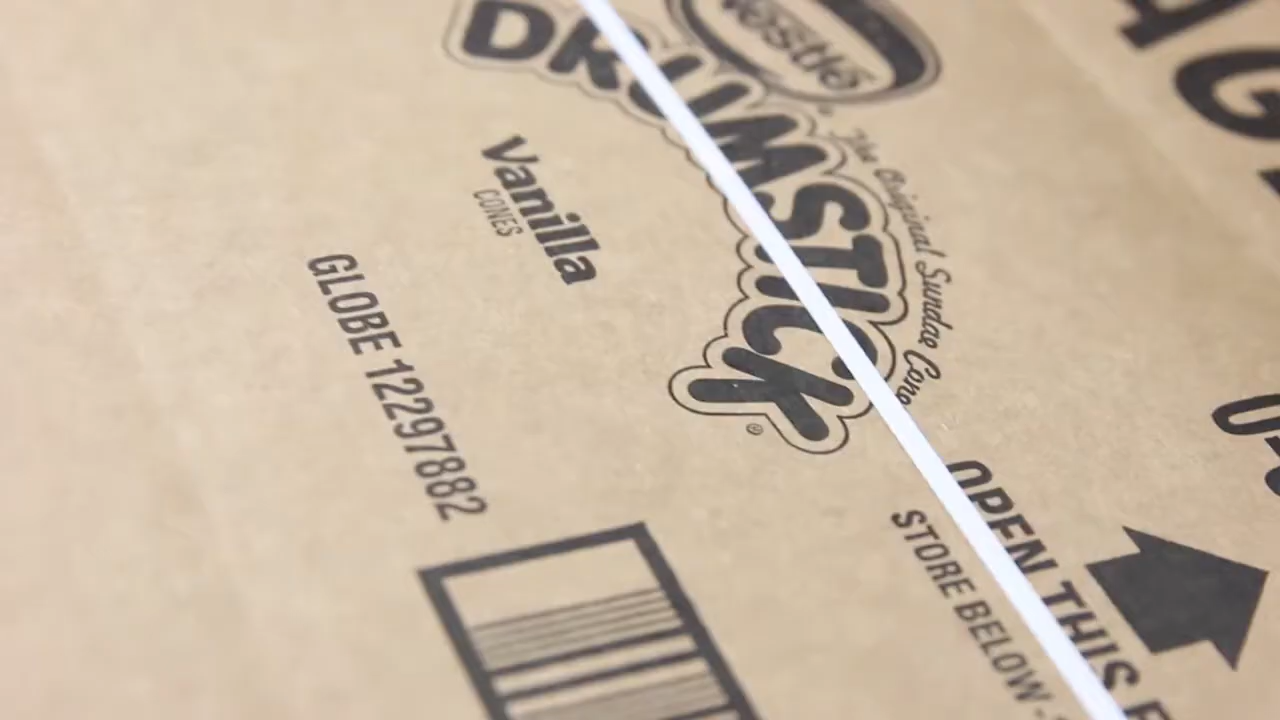 Nestlé
DRUMSTICK®
The Original Sundae Cone
Vanilla
CONES
GLOBE 12297882
OPEN THIS
STORE BELOW